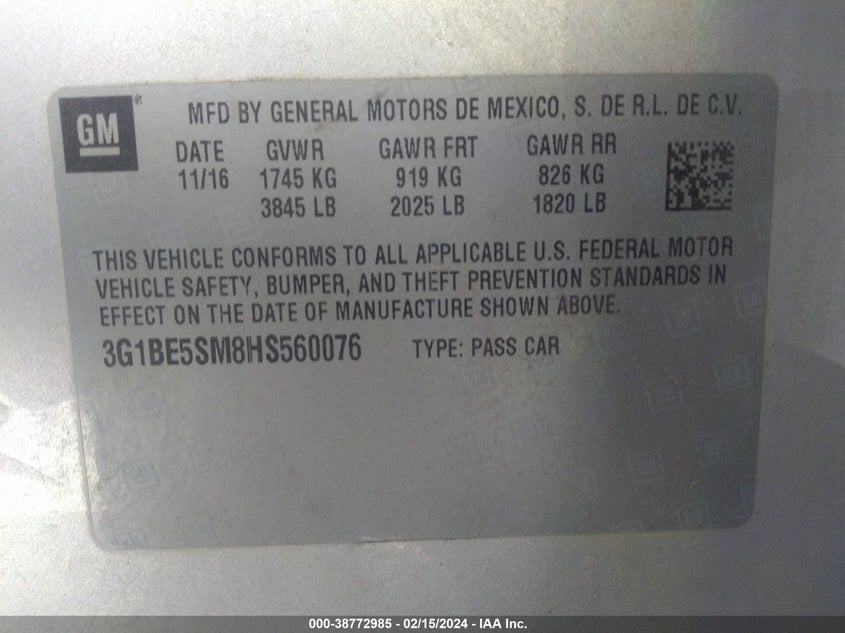 GM ®
MFD BY GENERAL MOTORS DE MEXICO, S. DE R.L. DE C.V.
DATE GVWR GAWR FRT GAWR RR
11/16 1745 KG 919 KG 826 KG
3845 LB 2025 LB 1820 LB
THIS VEHICLE CONFORMS TO ALL APPLICABLE U.S. FEDERAL MOTOR
VEHICLE SAFETY, BUMPER, AND THEFT PREVENTION STANDARDS IN
EFFECT ON THE DATE OF MANUFACTURE SHOWN ABOVE.
3G1BE5SM8HS560076 TYPE: PASS CAR
000-38772985 - 02/15/2024 - IAA Inc.